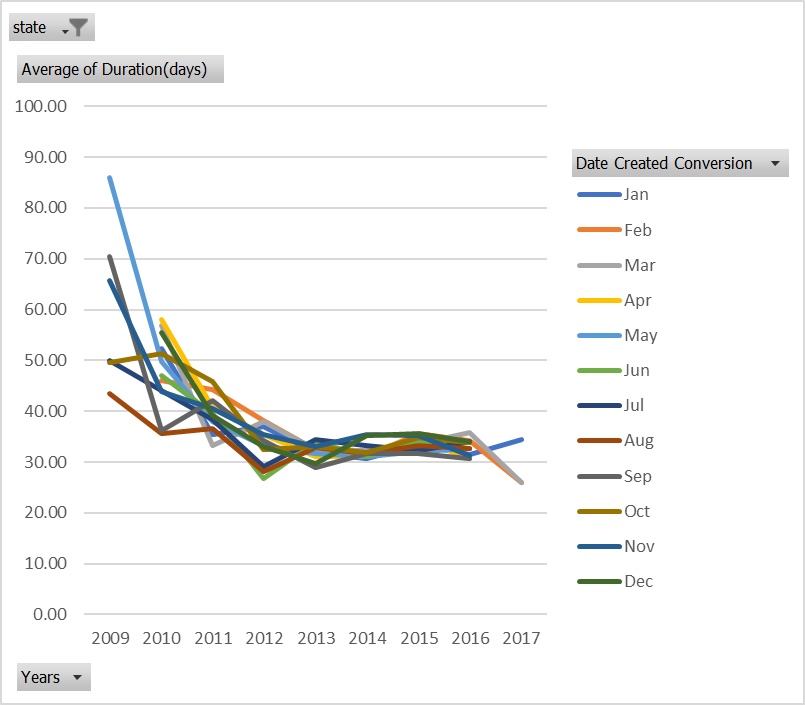 state
Average of Duration(days)
100.00
90.00
80.00
70.00
60.00
50.00
40.00
30.00
20.00
10.00
0.00
2009 2010 2011 2012 2013 2014 2015 2016 2017
Years
Date Created Conversion
Jan
Feb
Mar
Apr
May
Jun
Jul
Aug
Sep
Oct
Nov
Dec